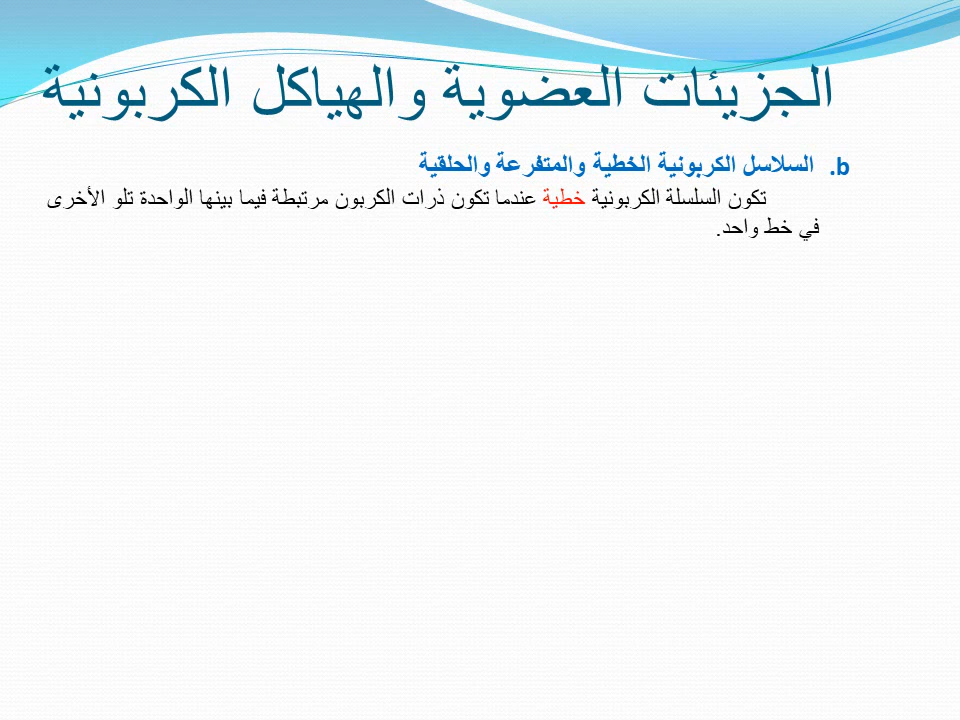 الجزيئات العضوية والهياكل الكربونية
b. السلاسل الكربونية الخطية والمتفرعة والحلقية
تكون السلسلة الكربونية خطية عندما تكون ذرات الكربون مرتبطة فيما بينها الواحدة تلو الأخرى
في خط واحد.